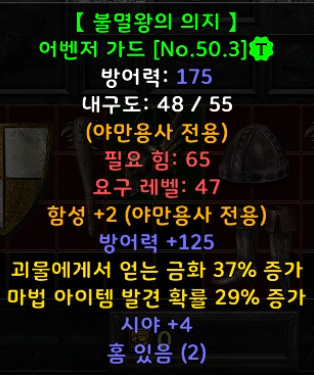 【 불멸왕의 의지 】
어벤저 가드 [No.50.3] T
방어력: 175
내구도: 48 / 55
(야만용사 전용)
필요 힘: 65
요구 레벨: 47
함성 +2 (야만용사 전용)
방어력 +125
괴물에게서 얻는 금화 37% 증가
마법 아이템 발견 확률 29% 증가
시야 +4
홈 있음 (2)